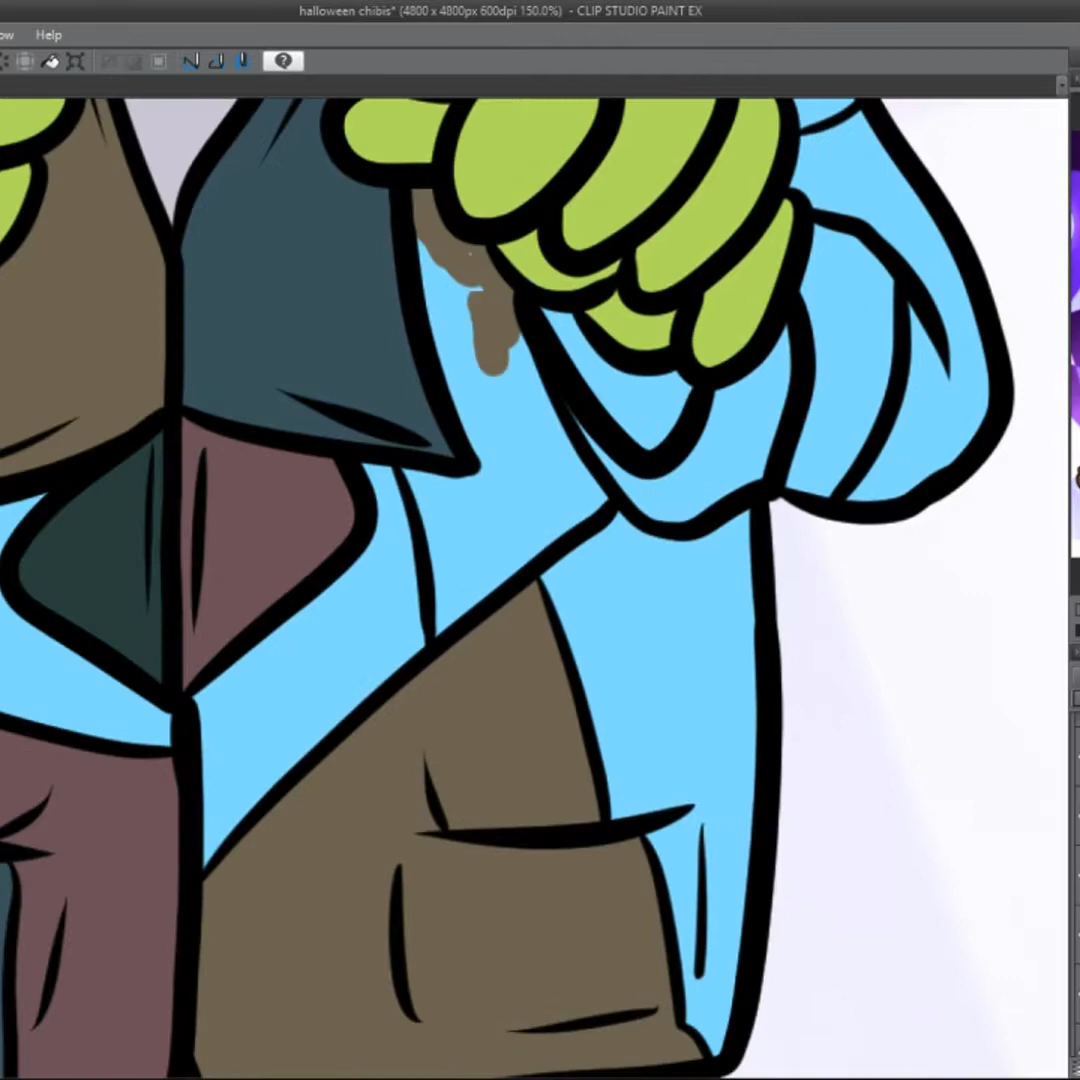 halloween chibis* (4800 x 4800px 600dpi 150.0%)  - CLIP STUDIO PAINT EX
ow Help
?